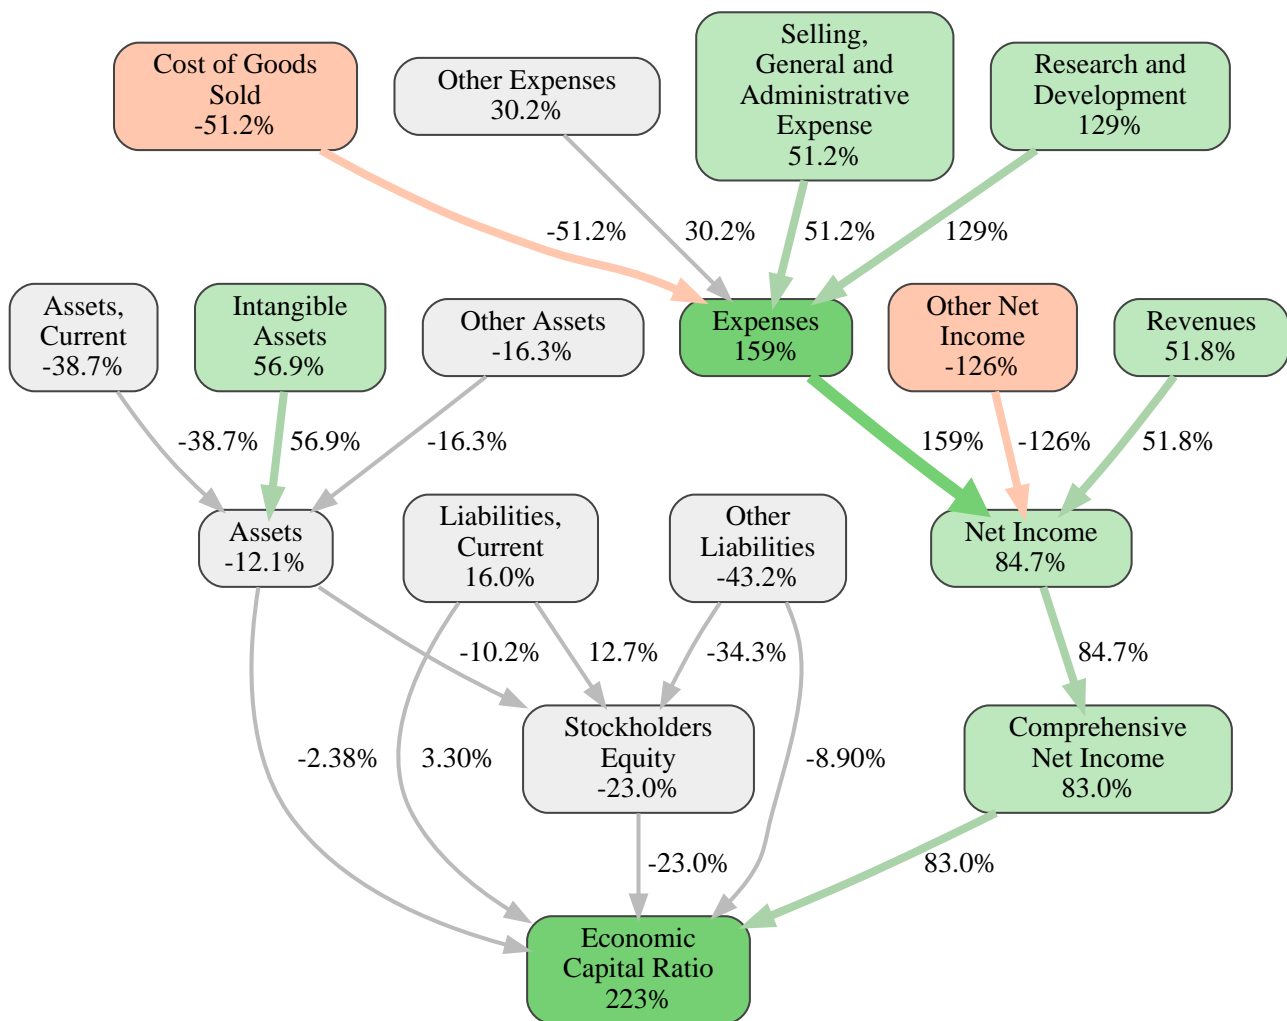 Cost of Goods
Sold
-51.2%
Other Expenses
30.2%
Selling,
General and
Administrative
Expense
51.2%
Research and
Development
129%
-51.2%
30.2%
51.2%
129%
Assets,
Current
-38.7%
Intangible
Assets
56.9%
Other Assets
-16.3%
Expenses
159%
Other Net
Income
-126%
Revenues
51.8%
-38.7%
56.9%
-16.3%
159%
-126%
51.8%
Assets
-12.1%
Liabilities,
Current
16.0%
Other
Liabilities
-43.2%
Net Income
84.7%
-10.2%
12.7%
-34.3%
84.7%
Stockholders
Equity
-23.0%
Comprehensive
Net Income
83.0%
-2.38%
3.30%
-8.90%
-23.0%
83.0%
Economic
Capital Ratio
223%